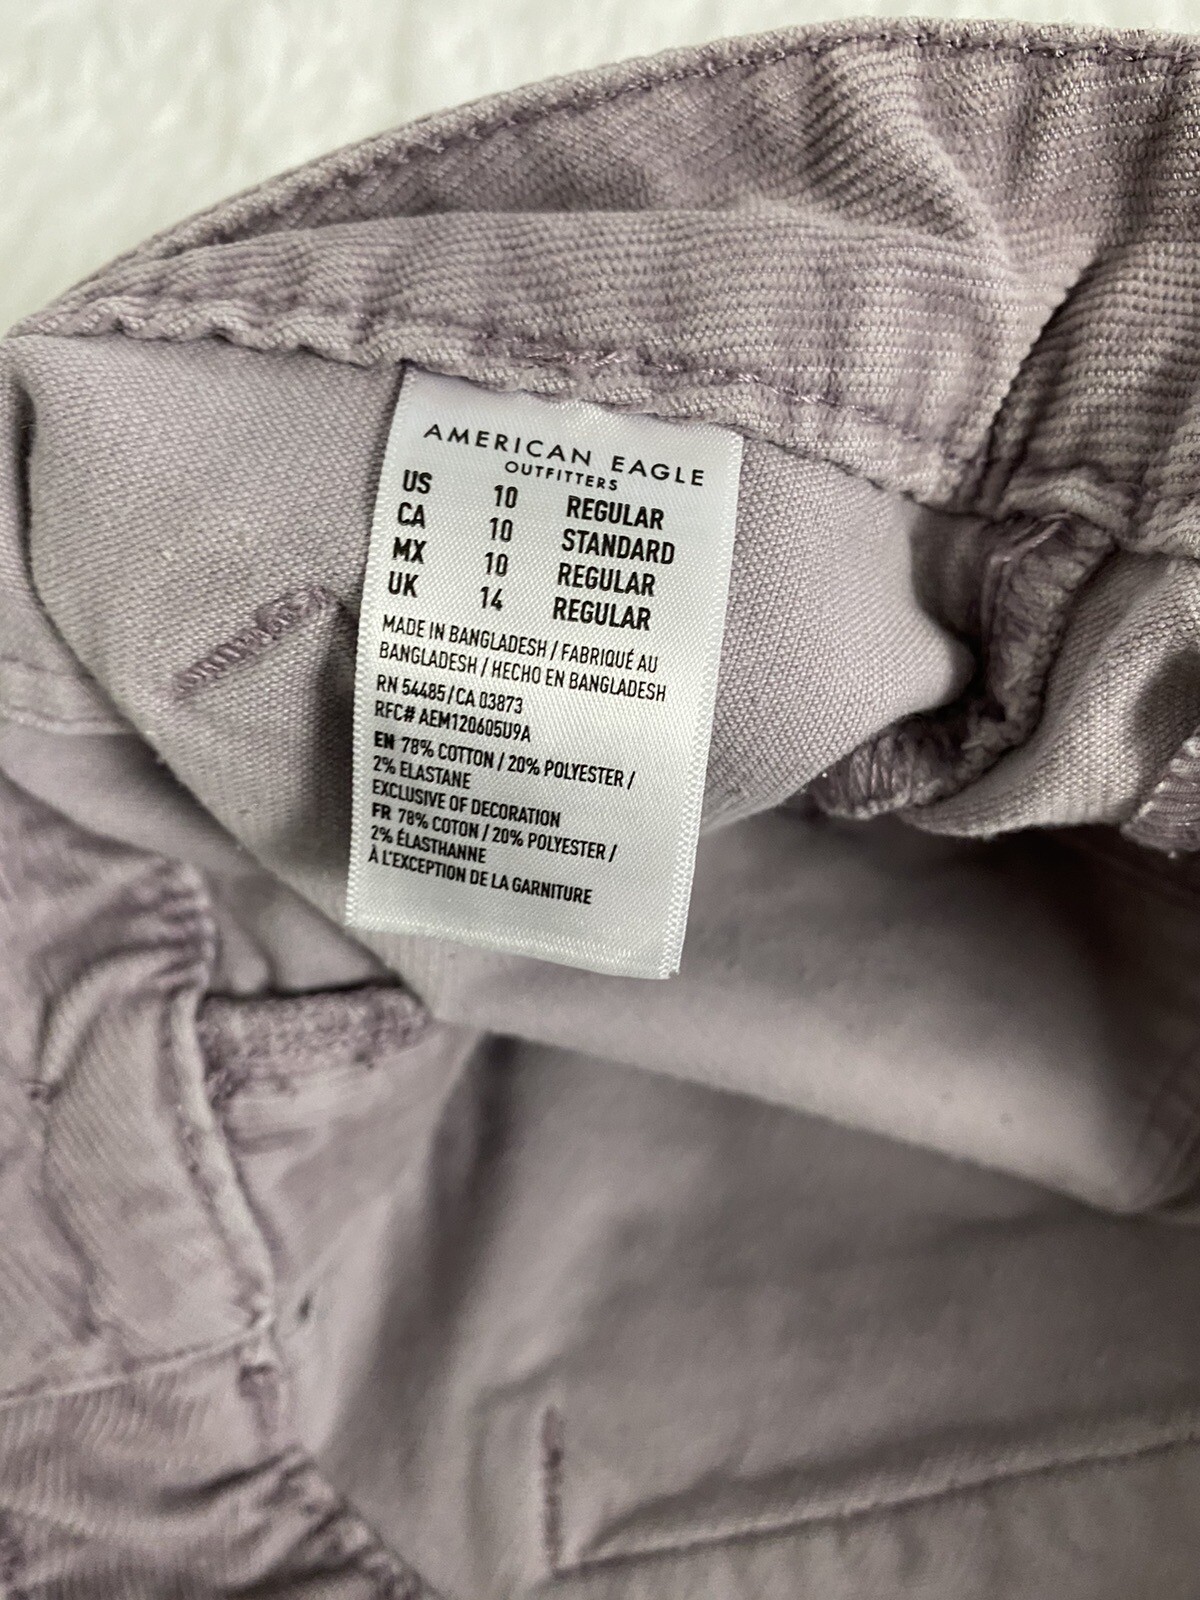 AMERICAN EAGLE
OUTFITTERS
US 10 REGULAR
CA 10 STANDARD
MX 10 REGULAR
UK 14 REGULAR
MADE IN BANGLADESH / FABRIQUÉ AU
BANGLADESH / HECHO EN BANGLADESH
RN 54485/CA 03873
RFC# AEM120605U9A
EN 78% COTTON / 20% POLYESTER /
2% ELASTANE
EXCLUSIVE OF DECORATION
FR 78% COTON / 20% POLYESTER /
2% ÉLASTHANNE
À L'EXCEPTION DE LA GARNITURE